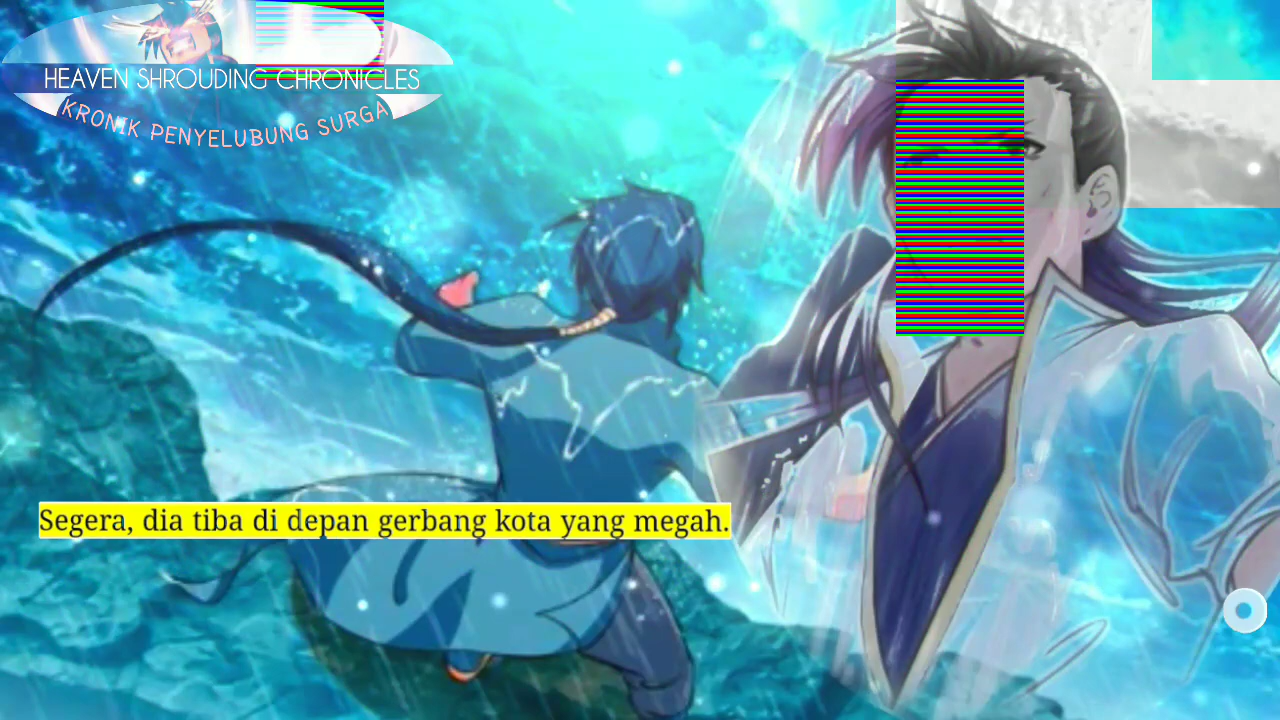 HEAVEN SHROUDING CHRONICLES
KRONIK PENYELUBUNG SURGA
Segera, dia tiba di depan gerbang kota yang megah.